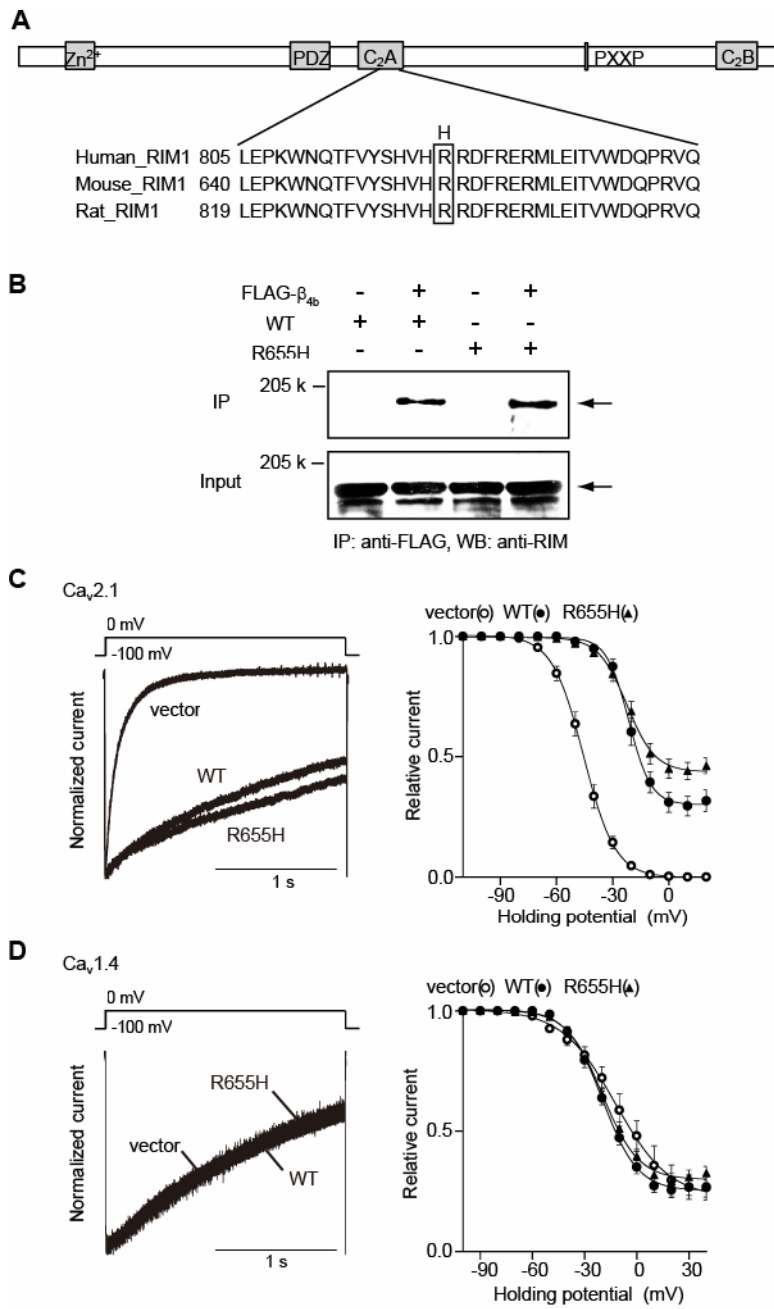 A
Zn²⁺ PDZ C₂A PXXP C₂B
H
Human_RIM1 805 LEPKWNQTFVYSHVHRRDFRERMLEITVWDQPRVQ
Mouse_RIM1 640 LEPKWNQTFVYSHVHRRDFRERMLEITVWDQPRVQ
Rat_RIM1 819 LEPKWNQTFVYSHVHRRDFRERMLEITVWDQPRVQ
B
FLAG-β4b - + - +
WT + + - -
R655H - - + +
205 k
IP
205 k
Input
IP: anti-FLAG, WB: anti-RIM
C
Cav2.1
0 mV
-100 mV
Normalized current
vector
WT
R655H
1 s
vector(○) WT(●) R655H(▲)
1.0
0.5
0.0
Relative current
-90 -60 -30 0
Holding potential (mV)
D
Cav1.4
0 mV
-100 mV
Normalized current
R655H
vector
WT
1 s
vector(○) WT(●) R655H(▲)
1.0
0.5
0.0
Relative current
-90 -60 -30 0 30
Holding potential (mV)